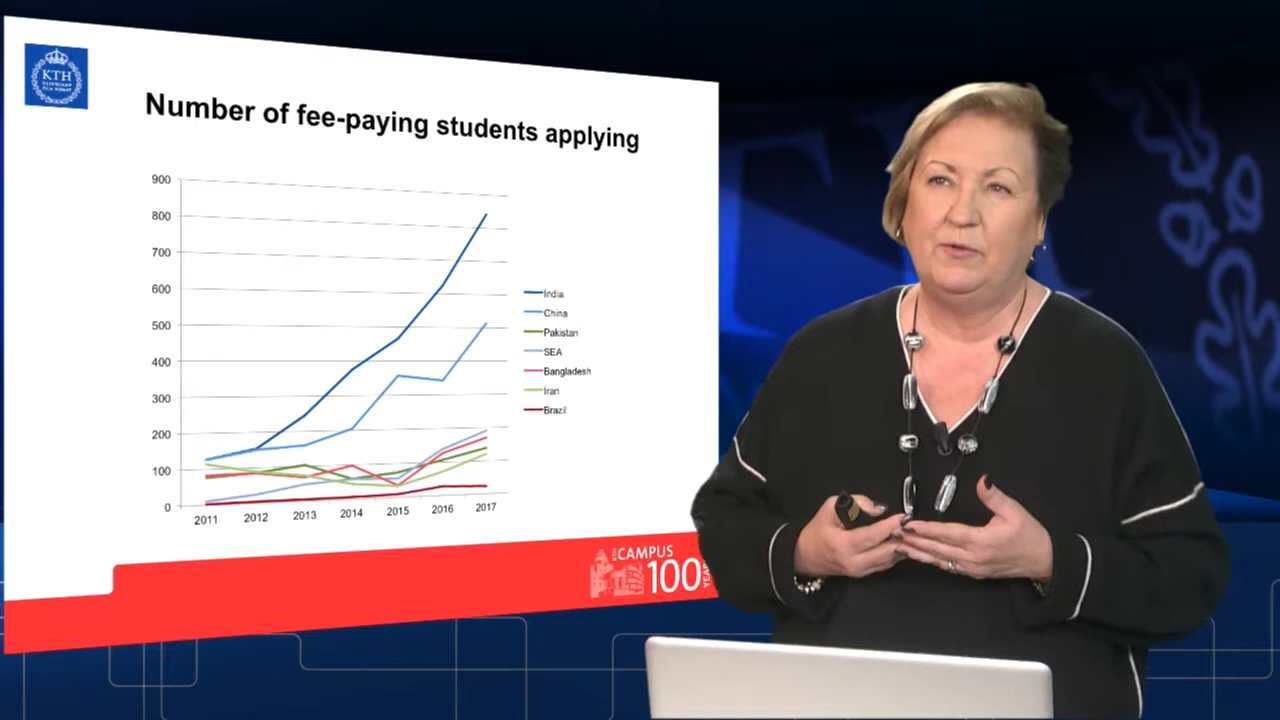 KTH
Number of fee-paying students applying
900
800
700
600
500
400
300
200
100
0
2011 2012 2013 2014 2015 2016 2017
India
China
Pakistan
SEA
Bangladesh
Iran
Brazil
KTH
CAMPUS
100